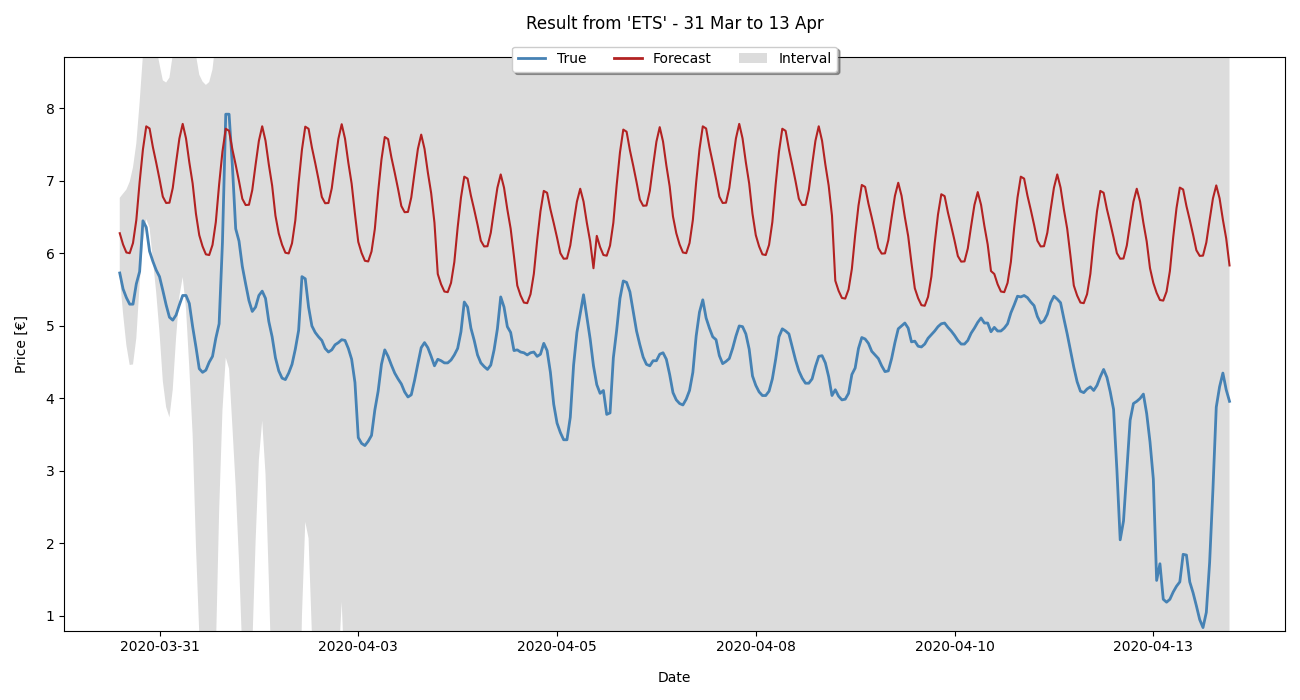 Result from 'ETS' - 31 Mar to 13 Apr
True Forecast Interval
Price [€]
8
7
6
5
4
3
2
1
2020-03-31 2020-04-03 2020-04-05 2020-04-08 2020-04-10 2020-04-13
Date